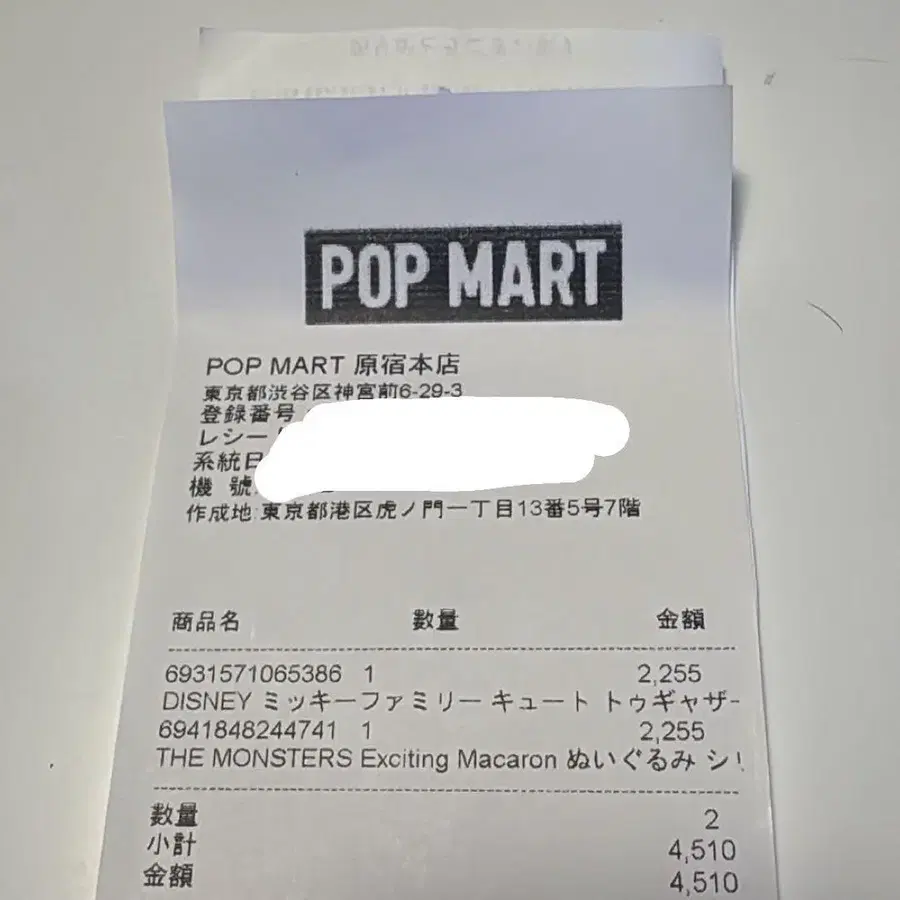 POP MART
POP MART 原宿本店
東京都渋谷区神宮前6-29-3
登録番号
レシー
系統日
機 號
作成地:東京都港区虎ノ門一丁目13番5号7階
商品名 数量 金額
6931571065386 1 2,255
DISNEY ミッキーファミリー キュート トゥギャザー
6941848244741 1 2,255
THE MONSTERS Exciting Macaron ぬいぐるみ シリ
数量 2
小計 4,510
金額 4,510